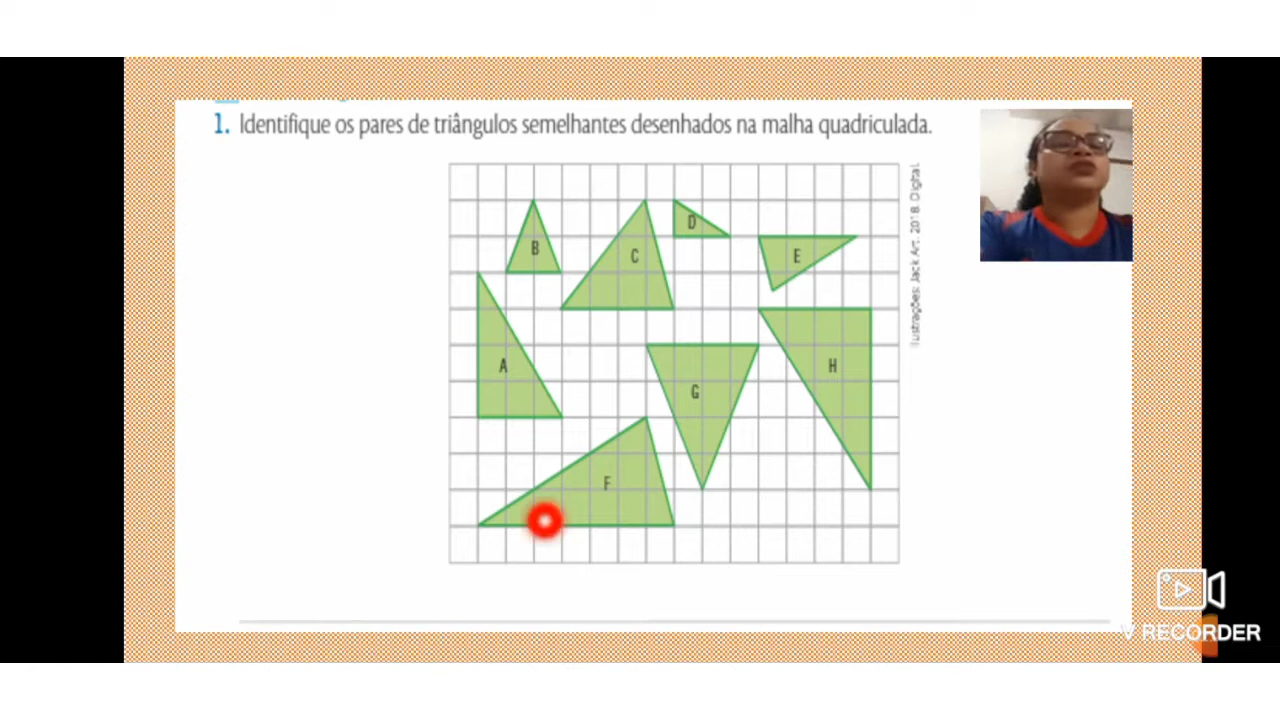 1. Identifique os pares de triângulos semelhantes desenhados na malha quadriculada.
B
C
D
E
A
G
H
F
Ilustrações: Jack Art. 2018. Digital.
V RECORDER